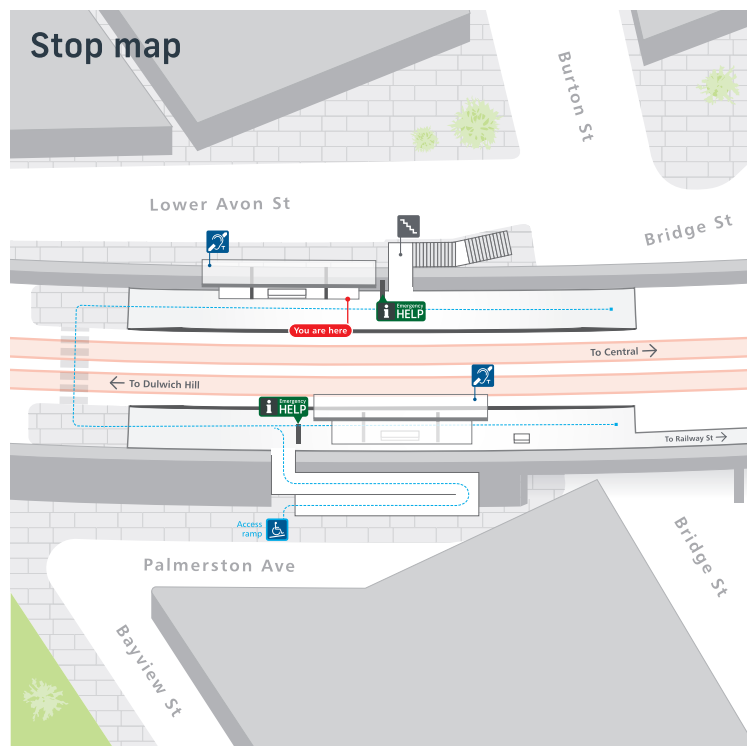 Stop map
Burton St
Lower Avon St
Bridge St
T
Emergency
i HELP
You are here
To Central
To Dulwich Hill
T
Emergency
i HELP
To Railway St
Access
ramp
Palmerston Ave
Bridge St
Bayview St